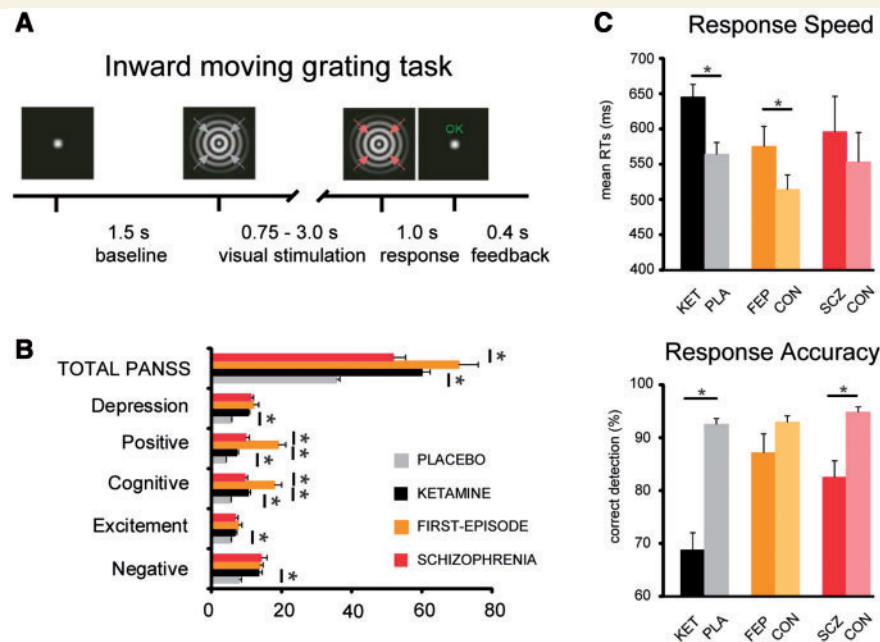 A
Inward moving grating task
OK
1.5 s
baseline
0.75 - 3.0 s
visual stimulation
1.0 s
response
0.4 s
feedback
B
TOTAL PANSS
Depression
Positive
Cognitive
Excitement
Negative
*
*
*
*
*
*
*
*
*
*
*
PLACEBO
KETAMINE
FIRST-EPISODE
SCHIZOPHRENIA
0 20 40 60 80
C
Response Speed
mean RTs (ms)
700
650
600
550
500
450
400
*
*
KET PLA FEP CON SCZ CON
Response Accuracy
correct detection (%)
100
90
80
70
60
*
*
KET PLA FEP CON SCZ CON